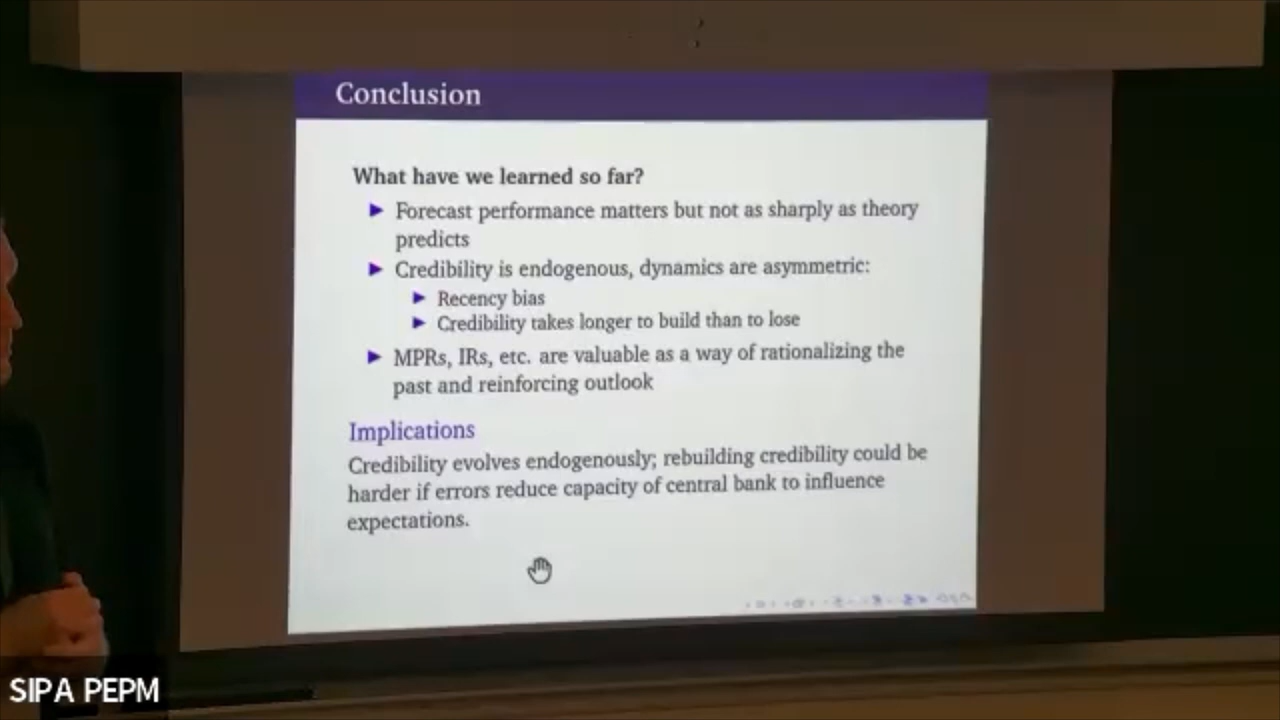 Conclusion
What have we learned so far?
Forecast performance matters but not as sharply as theory
predicts
Credibility is endogenous, dynamics are asymmetric:
Recency bias
Credibility takes longer to build than to lose
MPRs, IRs, etc. are valuable as a way of rationalizing the
past and reinforcing outlook
Implications
Credibility evolves endogenously; rebuilding credibility could be
harder if errors reduce capacity of central bank to influence
expectations.
SIPA PEPM